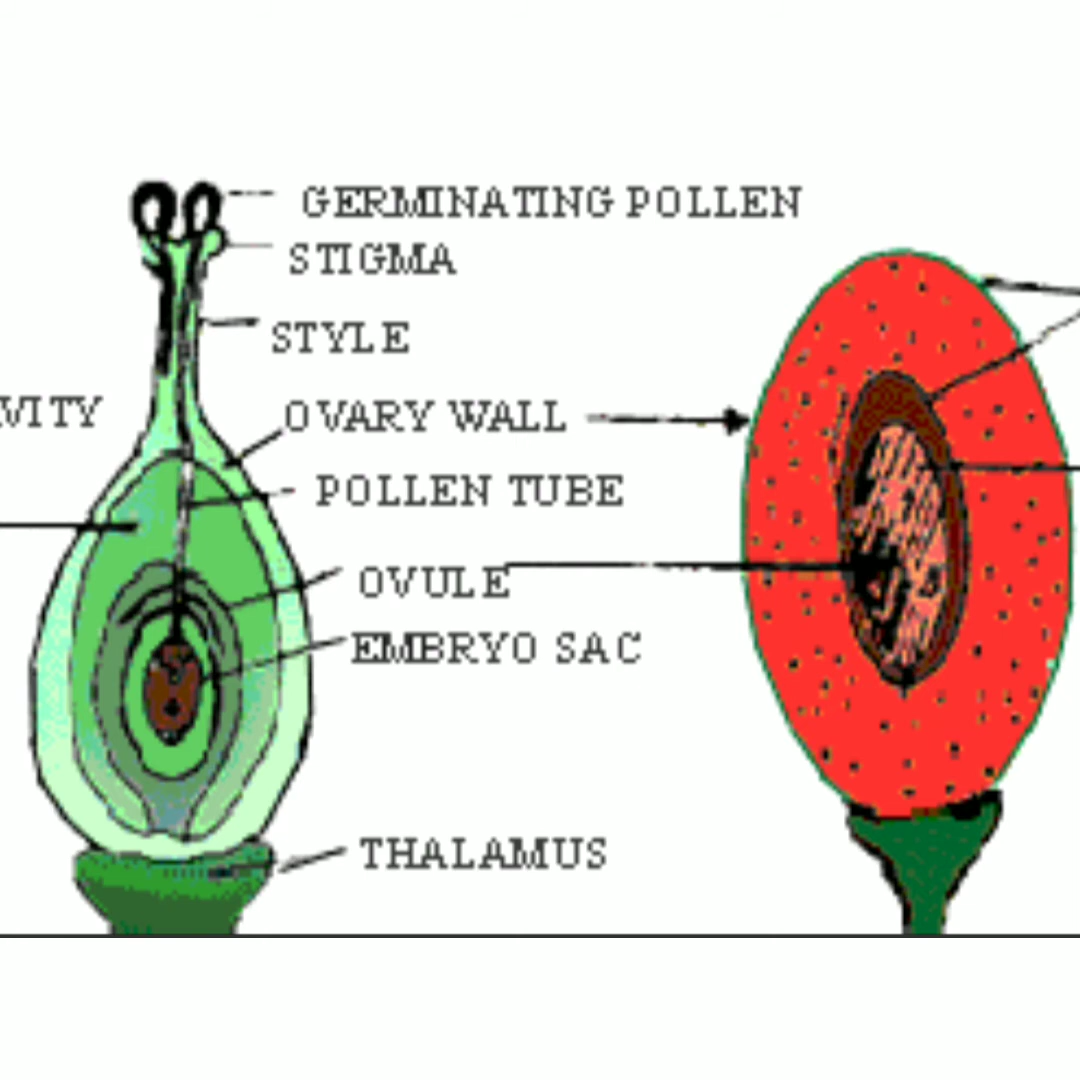 GERMINATING POLLEN
STIGMA
STYLE
VITY
OVARY WALL
POLLEN TUBE
OVULE
EMBRYO SAC
THALAMUS